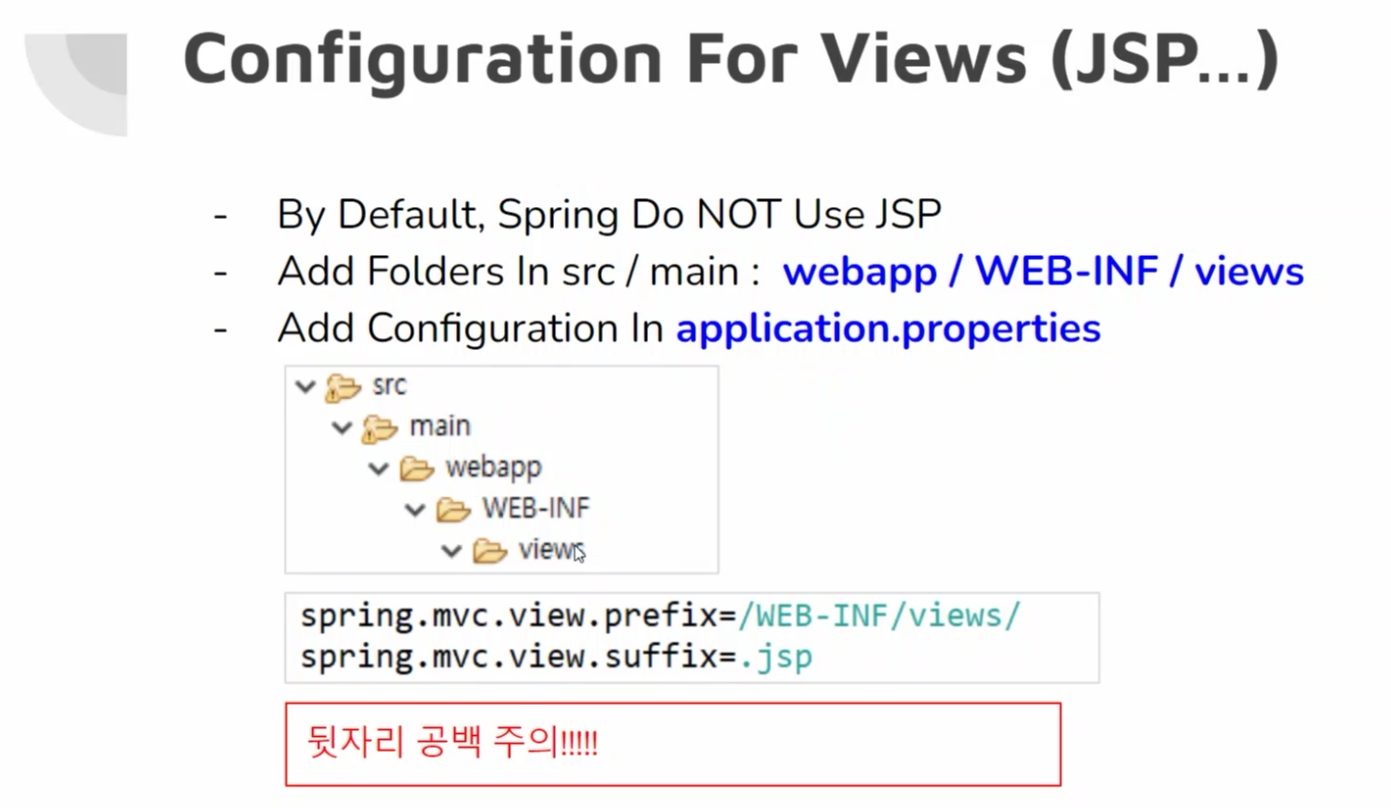 Configuration For Views (JSP...)
- By Default, Spring Do NOT Use JSP
- Add Folders In src / main : webapp / WEB-INF / views
- Add Configuration In application.properties
src
main
webapp
WEB-INF
views
spring.mvc.view.prefix=/WEB-INF/views/
spring.mvc.view.suffix=.jsp
뒷자리 공백 주의!!!!!